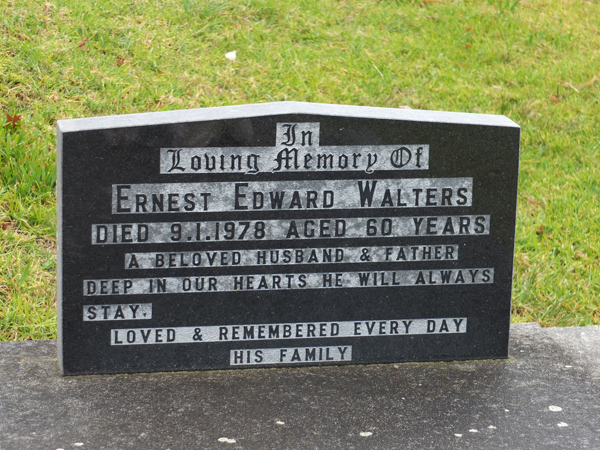 In
Loving Memory Of
ERNEST EDWARD WALTERS
DIED 9.1.1978 AGED 60 YEARS
A BELOVED HUSBAND & FATHER
DEEP IN OUR HEARTS HE WILL ALWAYS
STAY.
LOVED & REMEMBERED EVERY DAY
HIS FAMILY